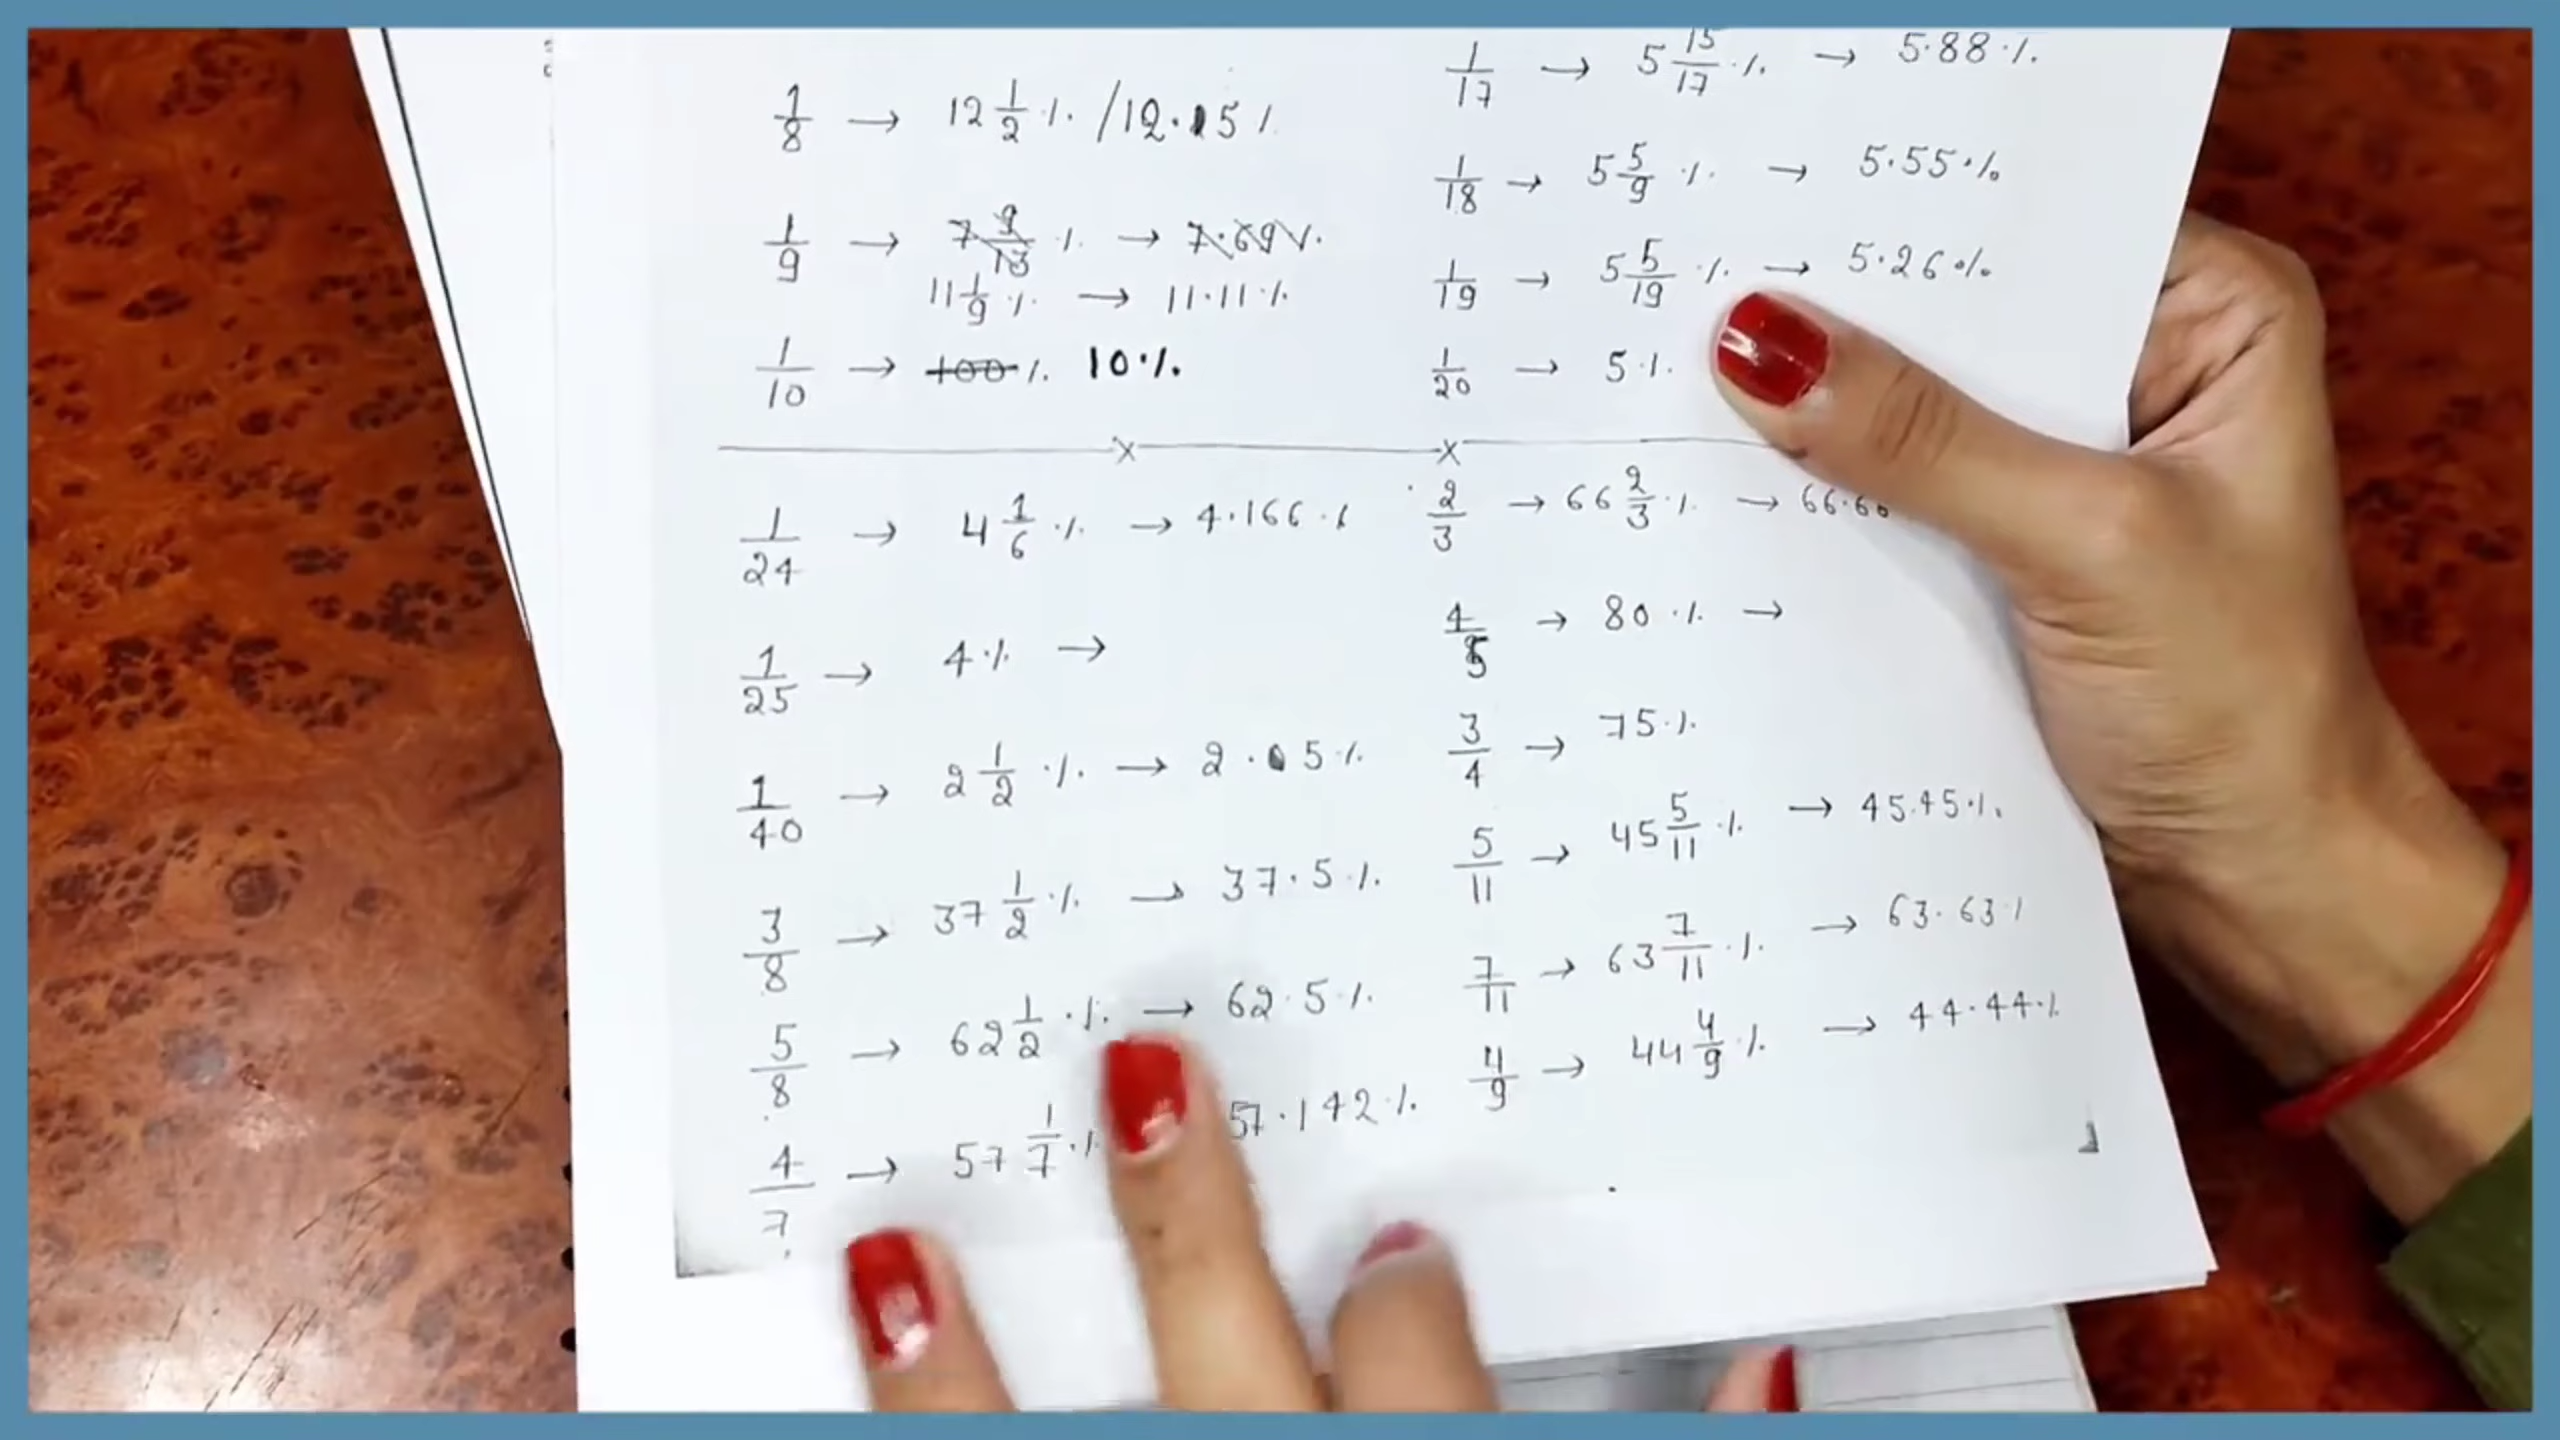 1/8 → 12 1/2 % / 12.5 %
1/9 → 7 9/13 % → 7.69 %
11 1/9 % → 11.11 %
1/10 → 100 % 10 %
1/24 → 4 1/6 % → 4.166 %
1/25 → 4 % →
1/40 → 2 1/2 % → 2.5 %
3/8 → 37 1/2 % → 37.5 %
5/8 → 62 1/2 % → 62.5 %
4/7 → 57 1/7 % 57.142 %
1/17 → 5 15/17 % → 5.88 %
1/18 → 5 5/9 % → 5.55 %
1/19 → 5 5/19 % → 5.26 %
1/20 → 5 %
2/3 → 66 2/3 % → 66.6
4/5 → 80 % →
3/4 → 75 %
5/11 → 45 5/11 % → 45.45 %
7/11 → 63 7/11 % → 63.63 %
4/9 → 44 4/9 % → 44.44 %